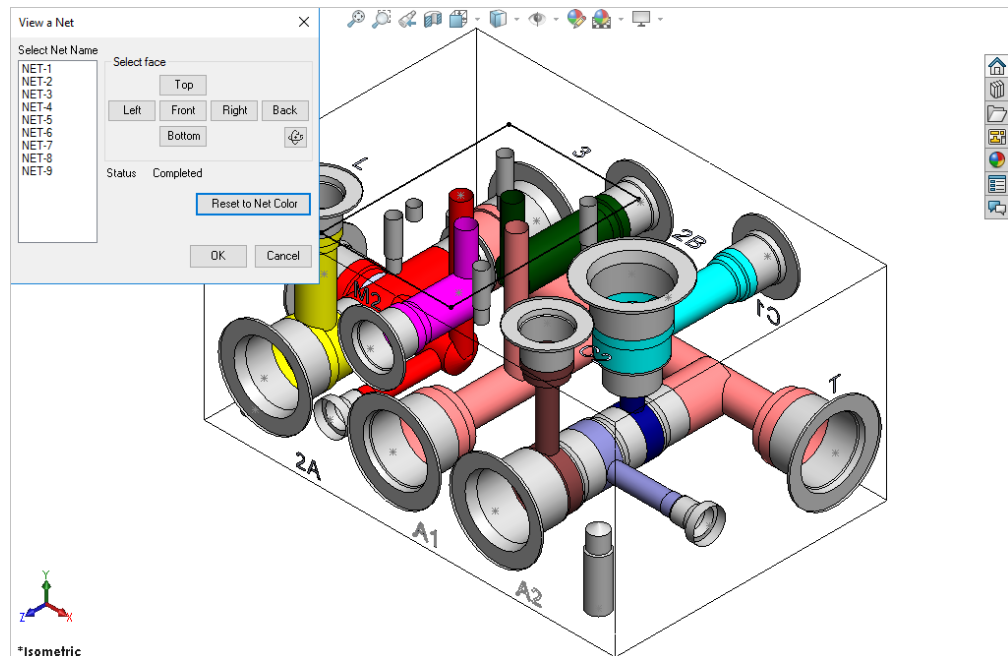 View a Net
Select Net Name
NET-1
NET-2
NET-3
NET-4
NET-5
NET-6
NET-7
NET-8
NET-9
Select face
Top
Left Front Right Back
Bottom
Status Completed
Reset to Net Color
OK Cancel
L
3
2B
M2
C1
T
2A
A1
A2
Y
Z
X
*Isometric